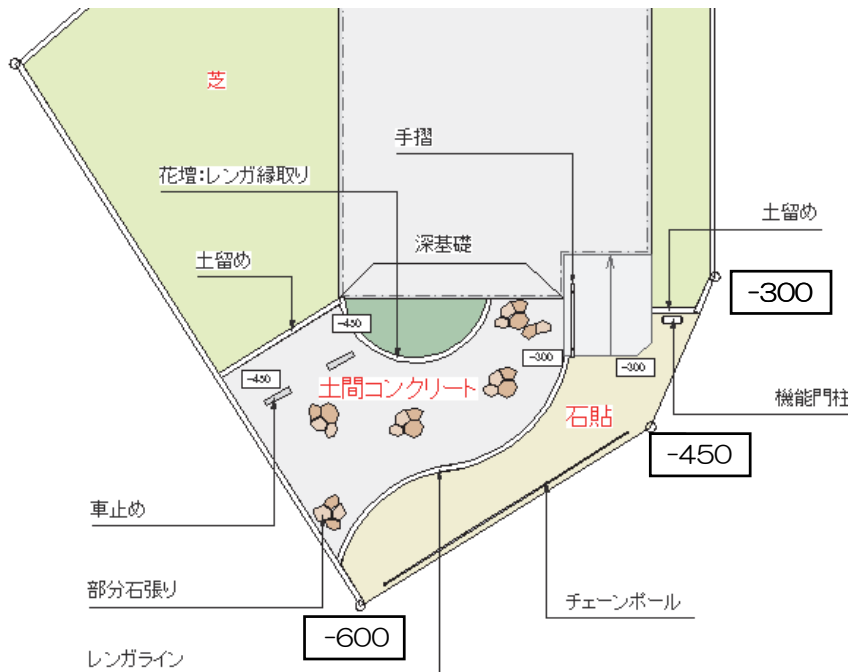 芝
手摺
花壇:レンガ縁取り
土留め
深基礎
土留め
-300
-450
-300
-450
-300
土間コンクリート
石貼
機能門柱
-450
車止め
部分石張り
チェーンポール
-600
レンガライン